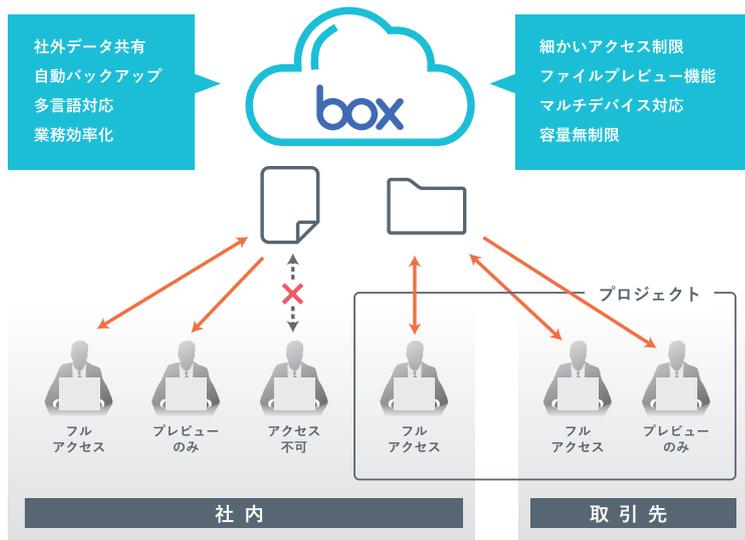 社外データ共有
自動バックアップ
多言語対応
業務効率化
box
細かいアクセス制限
ファイルプレビュー機能
マルチデバイス対応
容量無制限
プロジェクト
フル
アクセス
プレビュー
のみ
アクセス
不可
フル
アクセス
フル
アクセス
プレビュー
のみ
社内
取引先